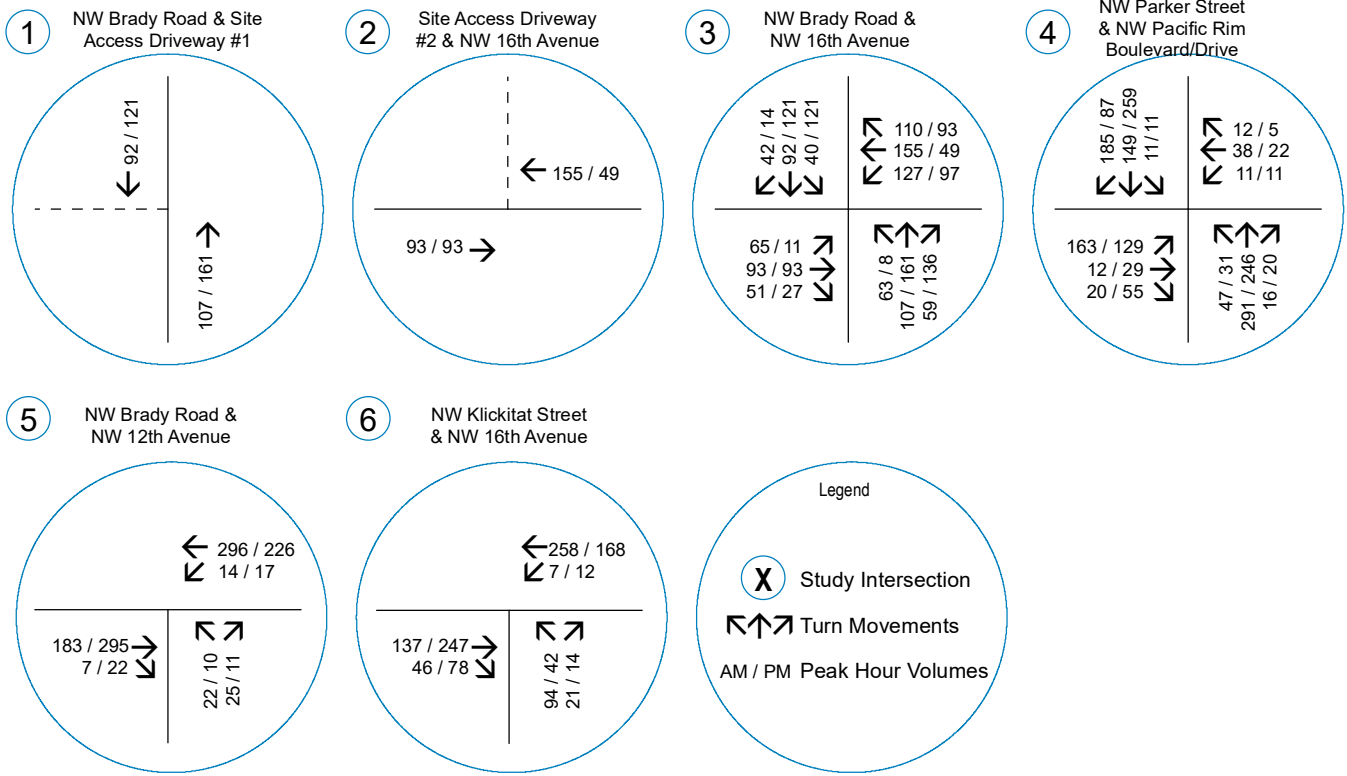 1
NW Brady Road & Site
Access Driveway #1
92 / 121
107 / 161
2
Site Access Driveway
#2 & NW 16th Avenue
155 / 49
93 / 93
3
NW Brady Road &
NW 16th Avenue
42 / 14
92 / 121
40 / 121
110 / 93
155 / 49
127 / 97
65 / 11
93 / 93
51 / 27
63 / 8
107 / 161
59 / 136
4
NW Parker Street
& NW Pacific Rim
Boulevard/Drive
185 / 87
149 / 259
11 / 11
12 / 5
38 / 22
11 / 11
163 / 129
12 / 29
20 / 55
47 / 31
291 / 246
16 / 20
5
NW Brady Road &
NW 12th Avenue
296 / 226
14 / 17
183 / 295
7 / 22
22 / 10
25 / 11
6
NW Klickitat Street
& NW 16th Avenue
258 / 168
7 / 12
137 / 247
46 / 78
94 / 42
21 / 14
Legend
X Study Intersection
Turn Movements
AM / PM Peak Hour Volumes